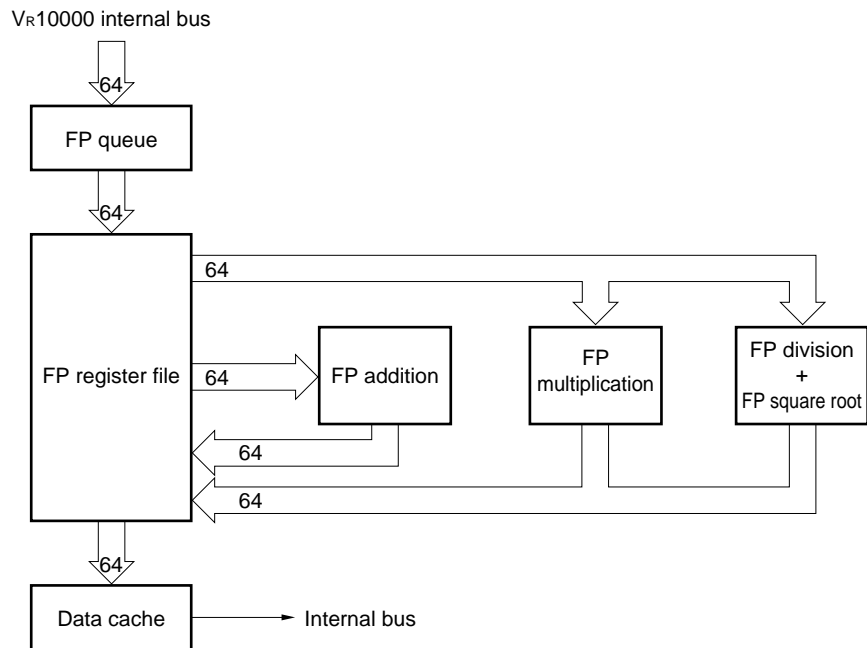 VR10000 internal bus
64
FP queue
64
64
FP register file
64
FP addition
FP
multiplication
FP division
+
FP square root
64
64
64
Data cache
Internal bus